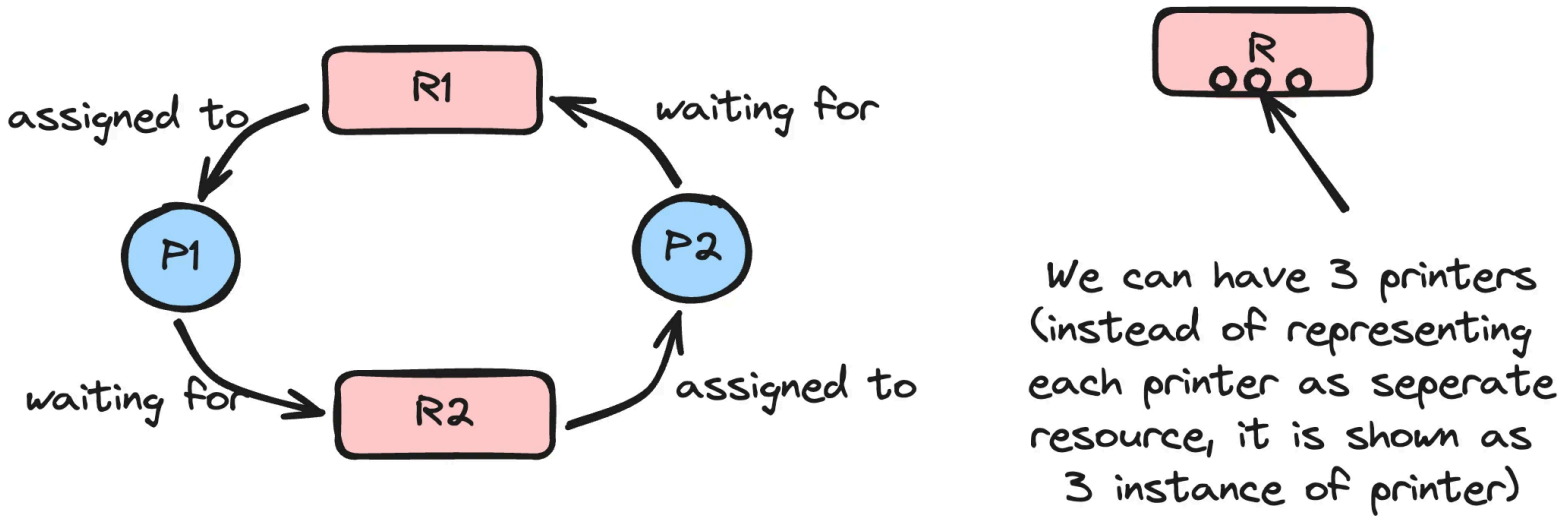 R1
assigned to
waiting for
P1
P2
waiting for
R2
assigned to
R
We can have 3 printers
(instead of representing
each printer as seperate
resource, it is shown as
3 instance of printer)